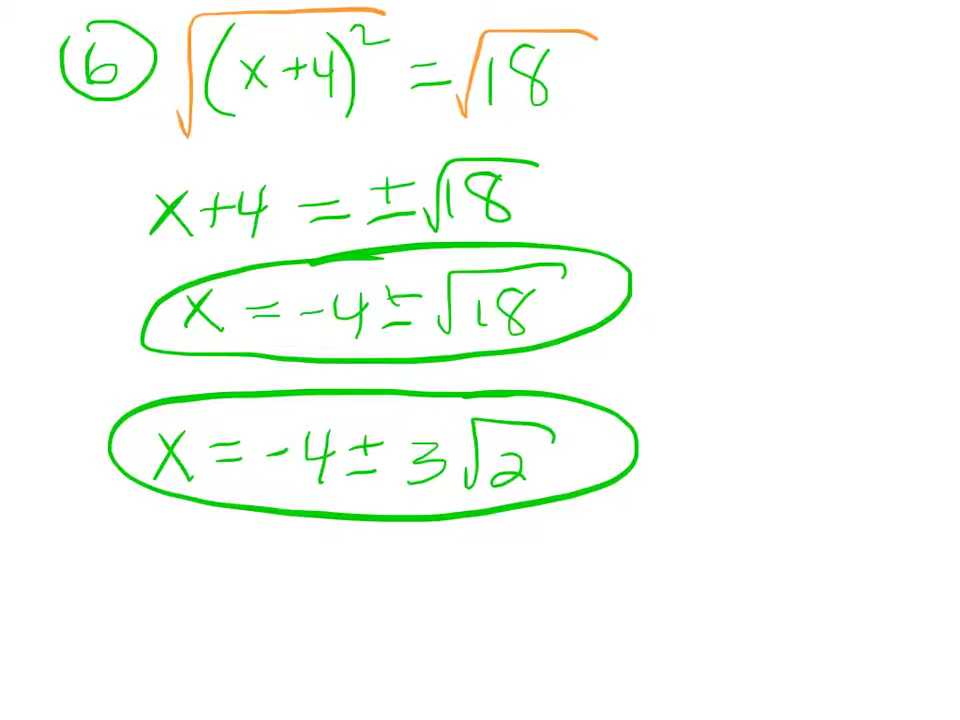 6 √(x+4)² = √18
x+4 = ±√18
x = -4 ± √18
x = -4 ± 3√2